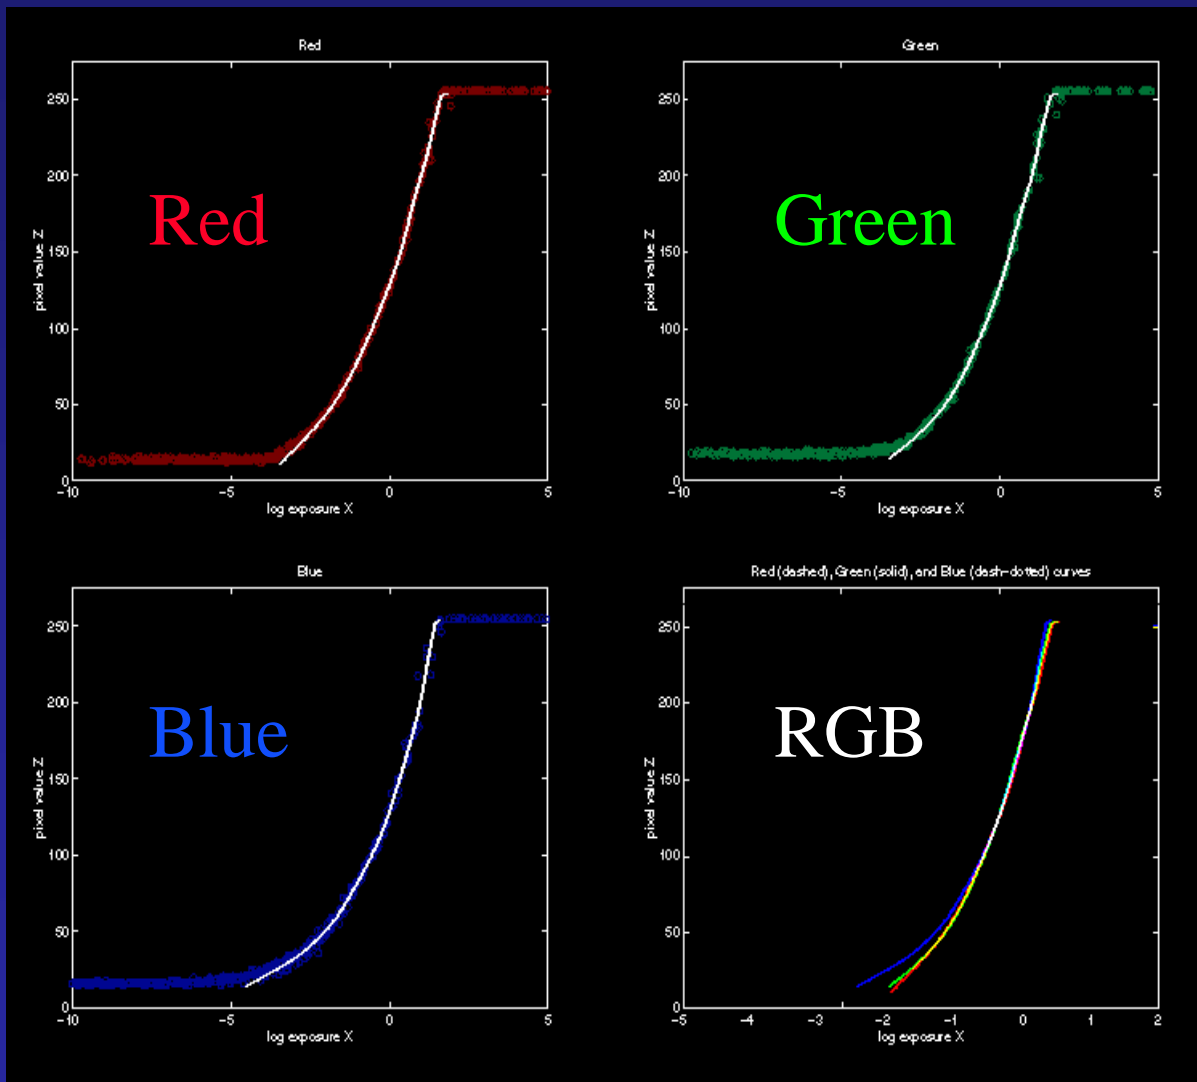 Red
250
200
150
100
50
0
-10
-5
0
5
pixel value Z
log exposure X
Red
Green
250
200
150
100
50
0
-10
-5
0
5
pixel value Z
log exposure X
Green
Blue
250
200
150
100
50
0
-10
-5
0
5
pixel value Z
log exposure X
Blue
Red (dashed), Green (solid), and Blue (dash-dotted) curves
250
200
150
100
50
0
-5
-4
-3
-2
-1
0
1
2
pixel value Z
log exposure X
RGB